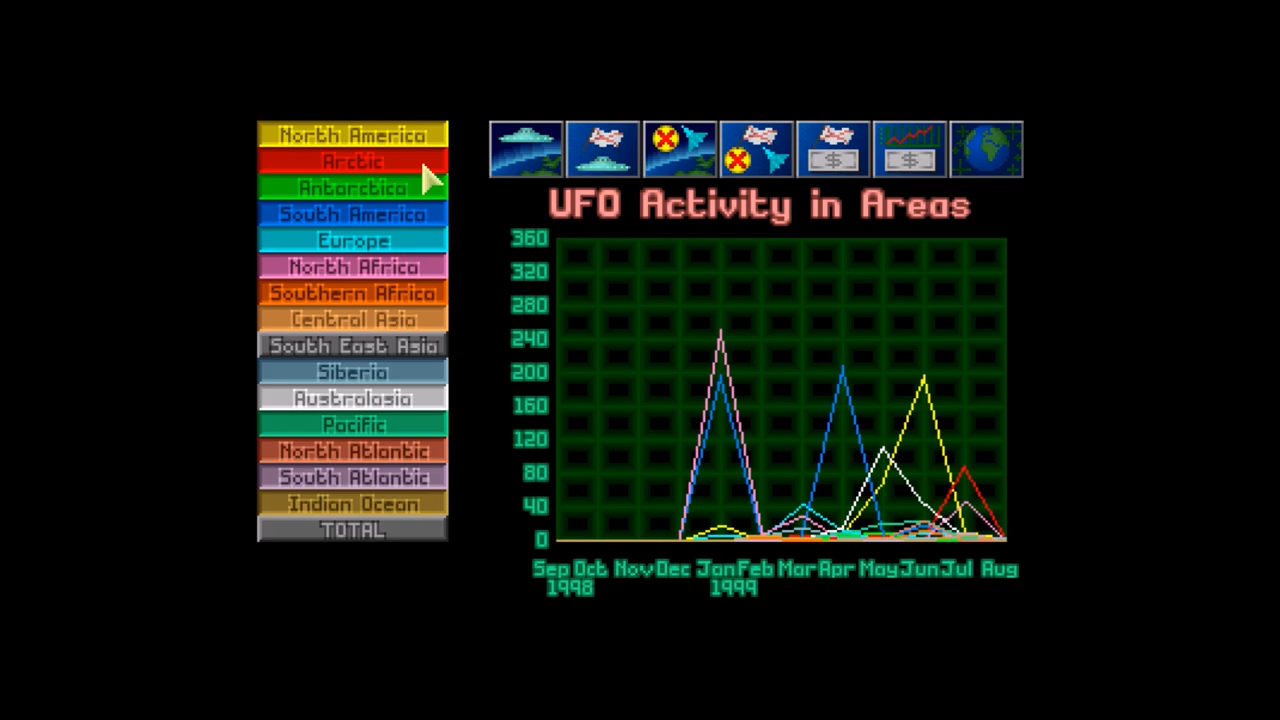 North America
Arctic
Antarctica
South America
Europe
North Africa
Southern Africa
Central Asia
South East Asia
Siberia
Australasia
Pacific
North Atlantic
South Atlantic
Indian Ocean
TOTAL
UFO Activity in Areas
360
320
280
240
200
160
120
80
40
0
Sep Oct Nov Dec Jan Feb Mar Apr May Jun Jul Aug
1998 1999